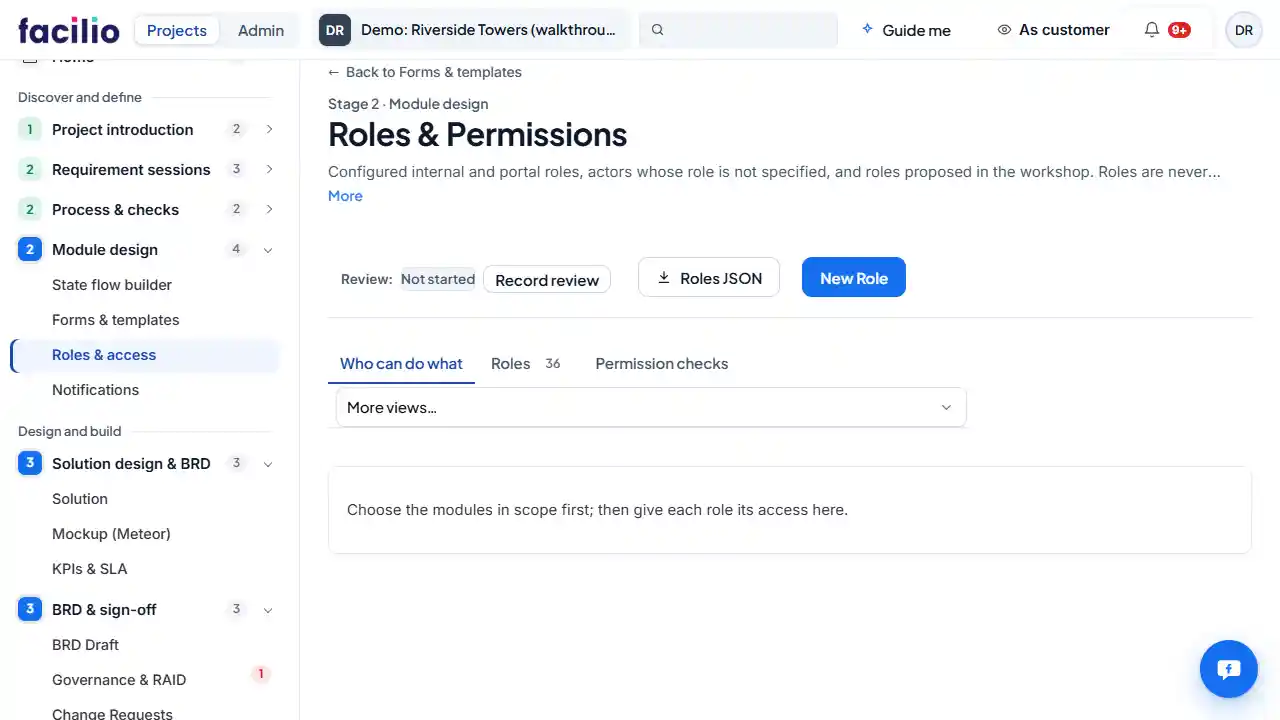 facilio
Projects
Admin
DR
Demo: Riverside Towers (walkthrou...
Guide me
As customer
9+
DR
Home
Discover and define
1 Project introduction 2
2 Requirement sessions 3
2 Process & checks 2
2 Module design 4
State flow builder
Forms & templates
Roles & access
Notifications
Design and build
3 Solution design & BRD 3
Solution
Mockup (Meteor)
KPIs & SLA
3 BRD & sign-off 3
BRD Draft
Governance & RAID 1
Change Requests
← Back to Forms & templates
Stage 2 · Module design
Roles & Permissions
Configured internal and portal roles, actors whose role is not specified, and roles proposed in the workshop. Roles are never...
More
Review: Not started Record review
Roles JSON
New Role
Who can do what
Roles 36
Permission checks
More views...
Choose the modules in scope first; then give each role its access here.